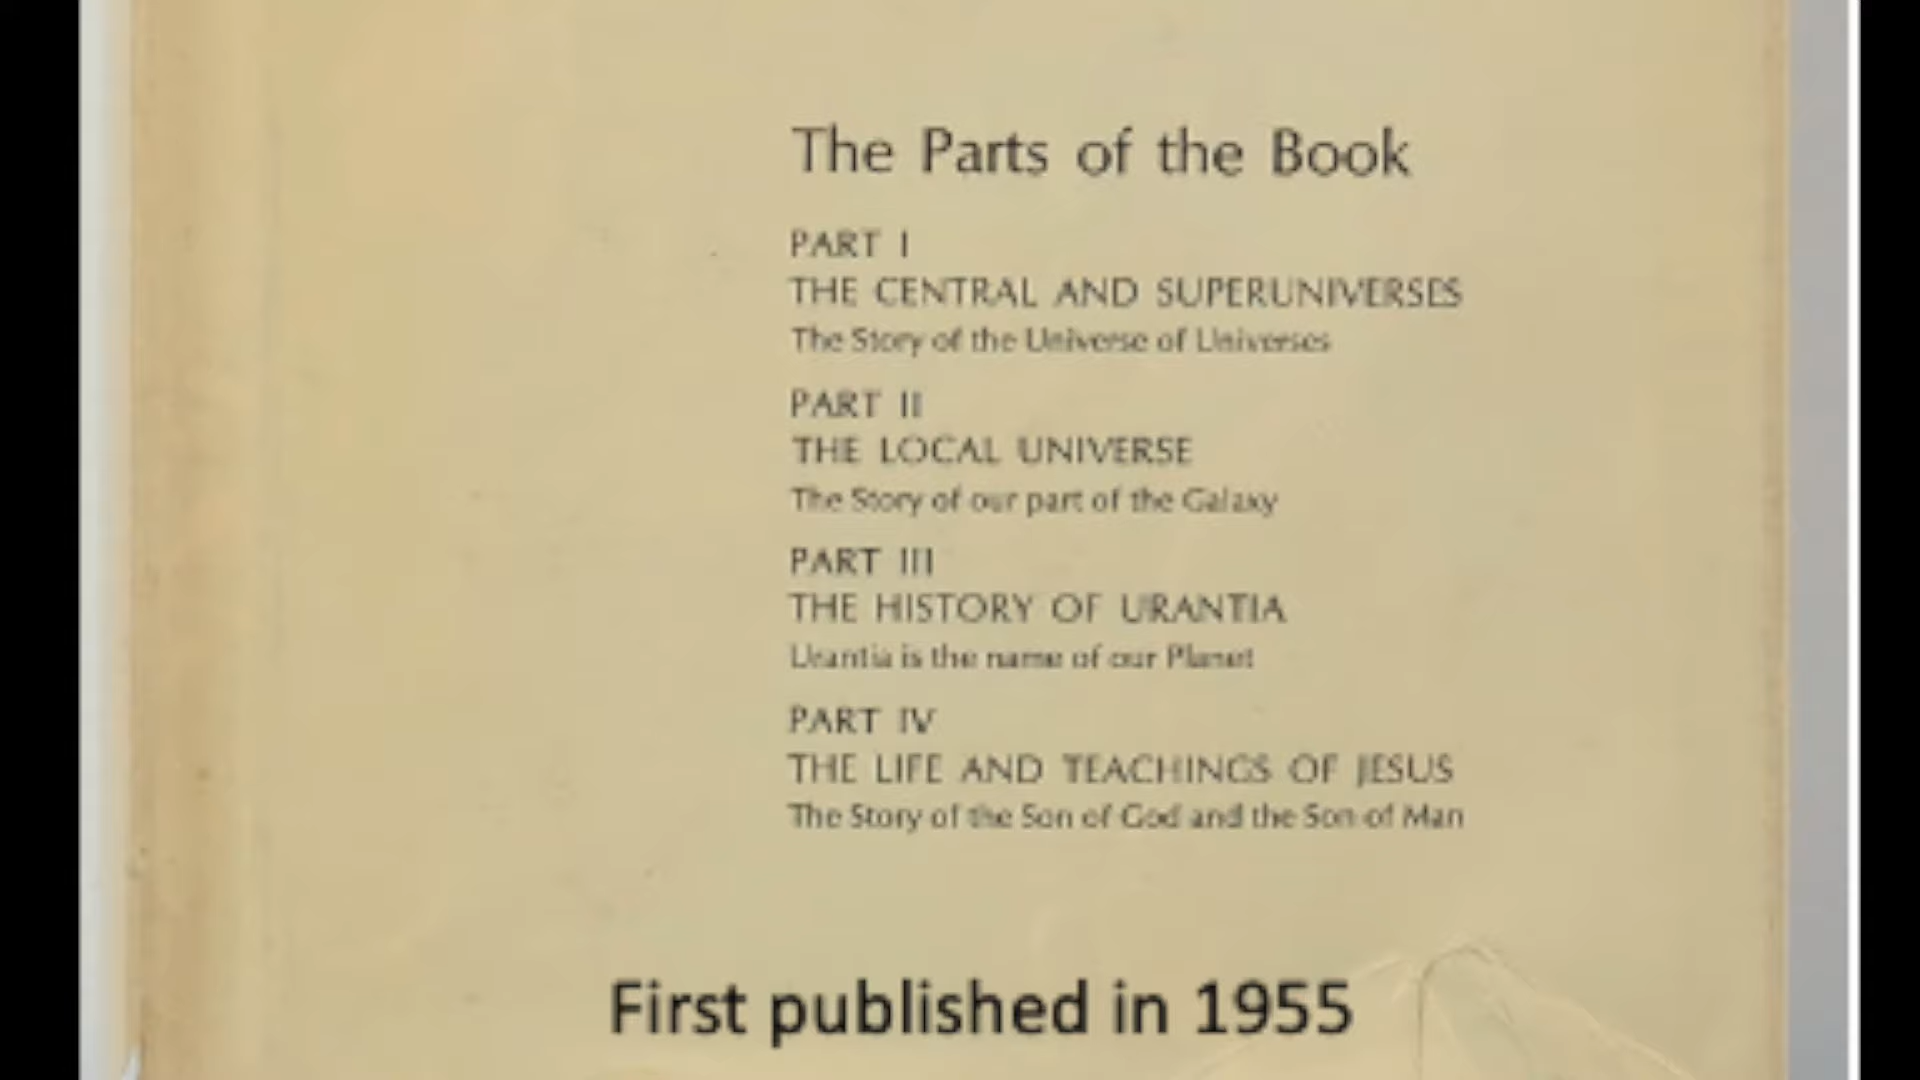 The Parts of the Book
PART I
THE CENTRAL AND SUPERUNIVERSES
The Story of the Universe of Universes
PART II
THE LOCAL UNIVERSE
The Story of our part of the Galaxy
PART III
THE HISTORY OF URANTIA
Urantia is the name of our Planet
PART IV
THE LIFE AND TEACHINGS OF JESUS
The Story of the Son of God and the Son of Man
First published in 1955